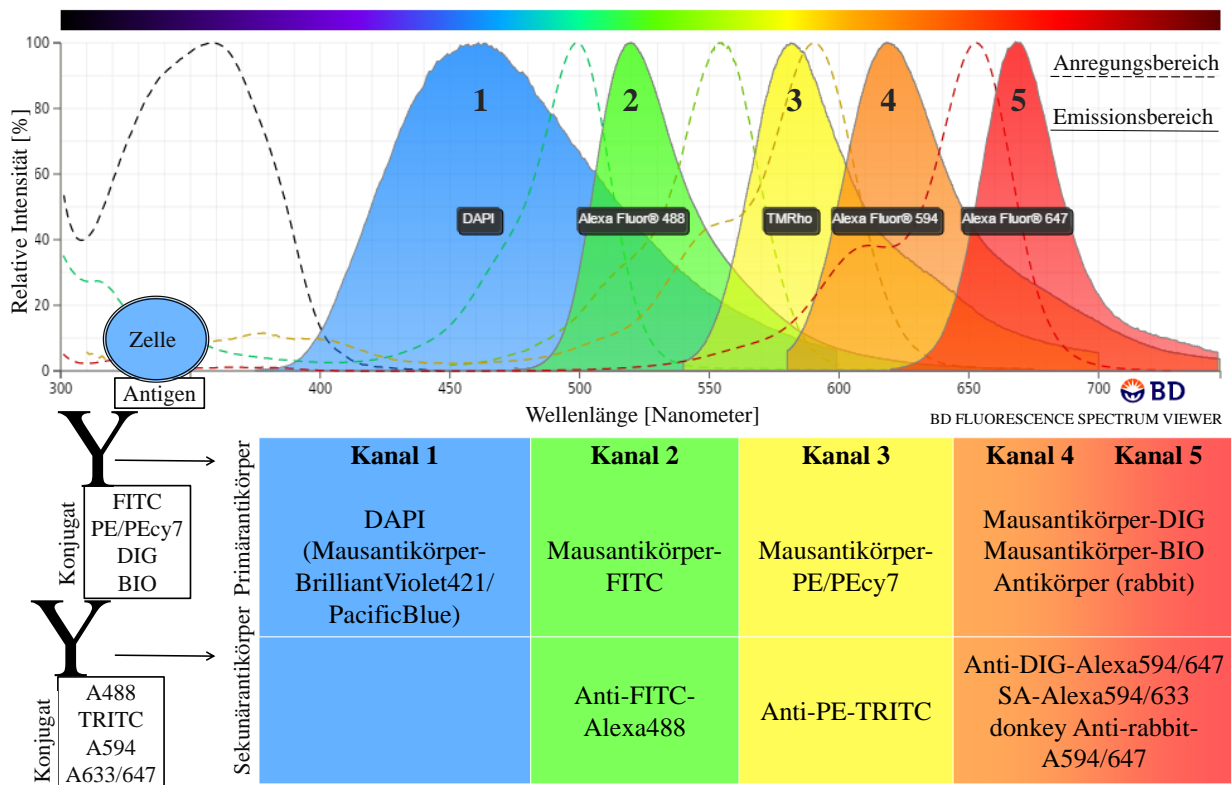 100
80
60
40
20
0
Relative Intensität [%]
1
2
3
4
5
Anregungsbereich
Emissionsbereich
DAPI
Alexa Fluor® 488
TMRho
Alexa Fluor® 594
Alexa Fluor® 647
Zelle
Antigen
300
400
450
500
550
600
650
700
Wellenlänge [Nanometer]
BD
BD FLUORESCENCE SPECTRUM VIEWER
Konjugat
FITC
PE/PEcy7
DIG
BIO
Konjugat
A488
TRITC
A594
A633/647
Primärantikörper
Kanal 1
Kanal 2
Kanal 3
Kanal 4
Kanal 5
DAPI
(Mausantikörper-
BrilliantViolet421/
PacificBlue)
Mausantikörper-
FITC
Mausantikörper-
PE/PEcy7
Mausantikörper-DIG
Mausantikörper-BIO
Antikörper (rabbit)
Sekunärantikörper
Anti-FITC-
Alexa488
Anti-PE-TRITC
Anti-DIG-Alexa594/647
SA-Alexa594/633
donkey Anti-rabbit-
A594/647